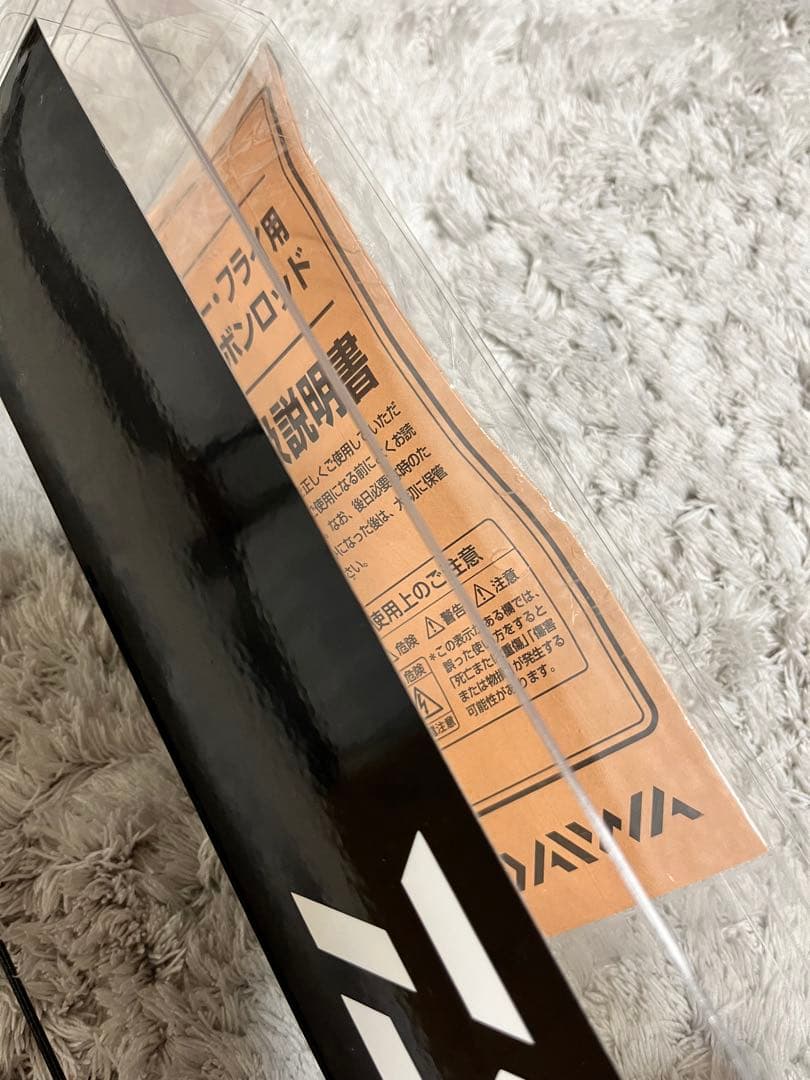 ー・フライ用
ボンロッド
説明書
正しくご使用していただ
使用になる前に くお読
なお、後日必要 時のた
になった後は、大切に保管
さい。
使用上のご注意
危険 ⚠警告 ⚠注意
*この表示がある欄では、
誤った使い方をすると
「死亡または重傷」「傷害
または物損」が発生する
可能性があります。
危険
注意
DAIWA